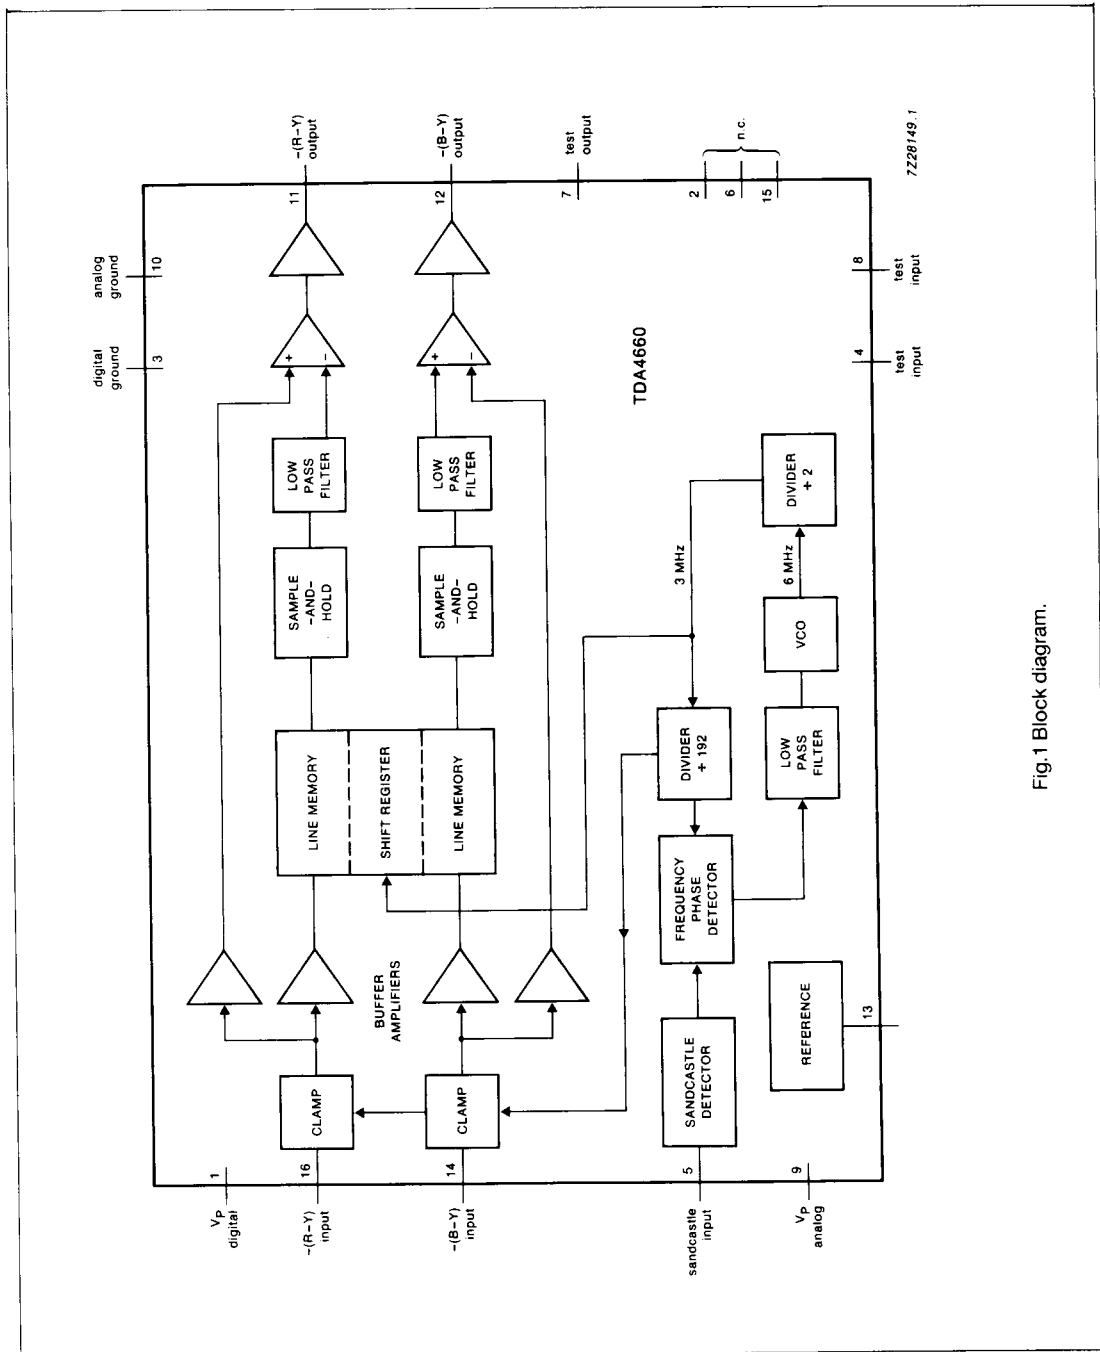 analog
ground
digital
ground
10
3
-(R-Y)
output
11
-(B-Y)
output
12
test
output
7
2
6
15
n.c.
7Z28149.1
8
test
input
4
test
input
TDA4660
+
-
+
-
LOW
PASS
FILTER
LOW
PASS
FILTER
SAMPLE
-AND-
HOLD
SAMPLE
-AND-
HOLD
LINE MEMORY
SHIFT REGISTER
LINE MEMORY
BUFFER
AMPLIFIERS
CLAMP
CLAMP
3 MHz
6 MHz
DIVIDER
+ 2
VCO
LOW
PASS
FILTER
DIVIDER
+ 192
FREQUENCY
PHASE
DETECTOR
SANDCASTLE
DETECTOR
REFERENCE
13
1
VP
digital
16
-(R-Y)
input
14
-(B-Y)
input
5
sandcastle
input
9
VP
analog
Fig.1 Block diagram.